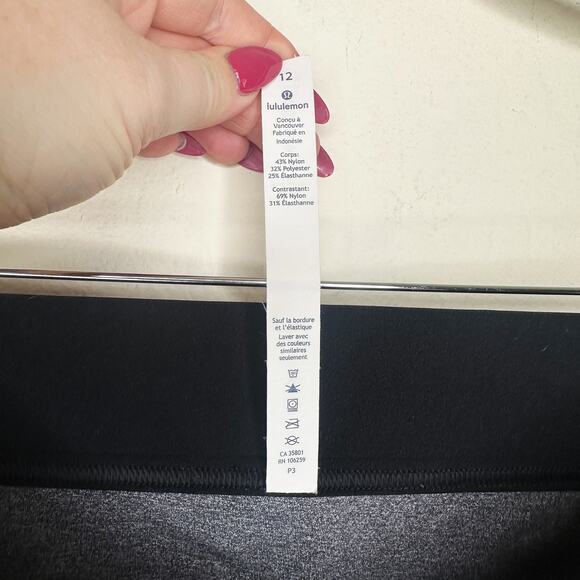 12
lululemon
Conçu à
Vancouver
Fabriqué en
Indonésie
Corps:
43% Nylon
32% Polyester
25% Élasthanne
Contrastant:
69% Nylon
31% Élasthanne
Sauf la bordure
et l'élastique
Laver avec
des couleurs
similaires
seulement
CA 35801
RN 106259
P3